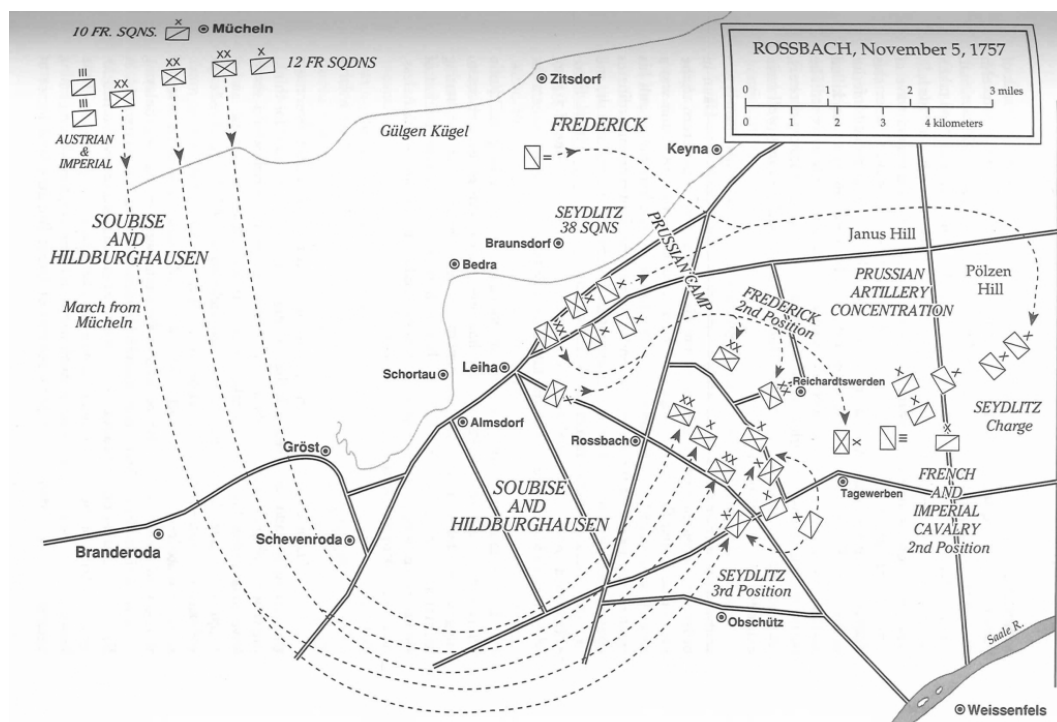 10 FR. SQNS.
Mücheln
12 FR SQDNS
AUSTRIAN
&
IMPERIAL
ROSSBACH, November 5, 1757
0 1 2 3 miles
0 1 2 3 4 kilometers
Zitsdorf
Gülgen Kügel
FREDERICK
Keyna
SOUBISE
AND
HILDBURGHAUSEN
March from
Mücheln
SEYDLITZ
38 SQNS
Braunsdorf
Bedra
PRUSSIAN CAMP
Janus Hill
PRUSSIAN
ARTILLERY
CONCENTRATION
Pölzen
Hill
FREDERICK
2nd Position
Leiha
Schortau
Reichardtswerden
SEYDLITZ
Charge
Almsdorf
Rossbach
Gröst
SOUBISE
AND
HILDBURGHAUSEN
Tagewerben
FRENCH
AND
IMPERIAL
CAVALRY
2nd Position
Branderoda
Schevenroda
SEYDLITZ
3rd Position
Obschütz
Saale R.
Weissenfels